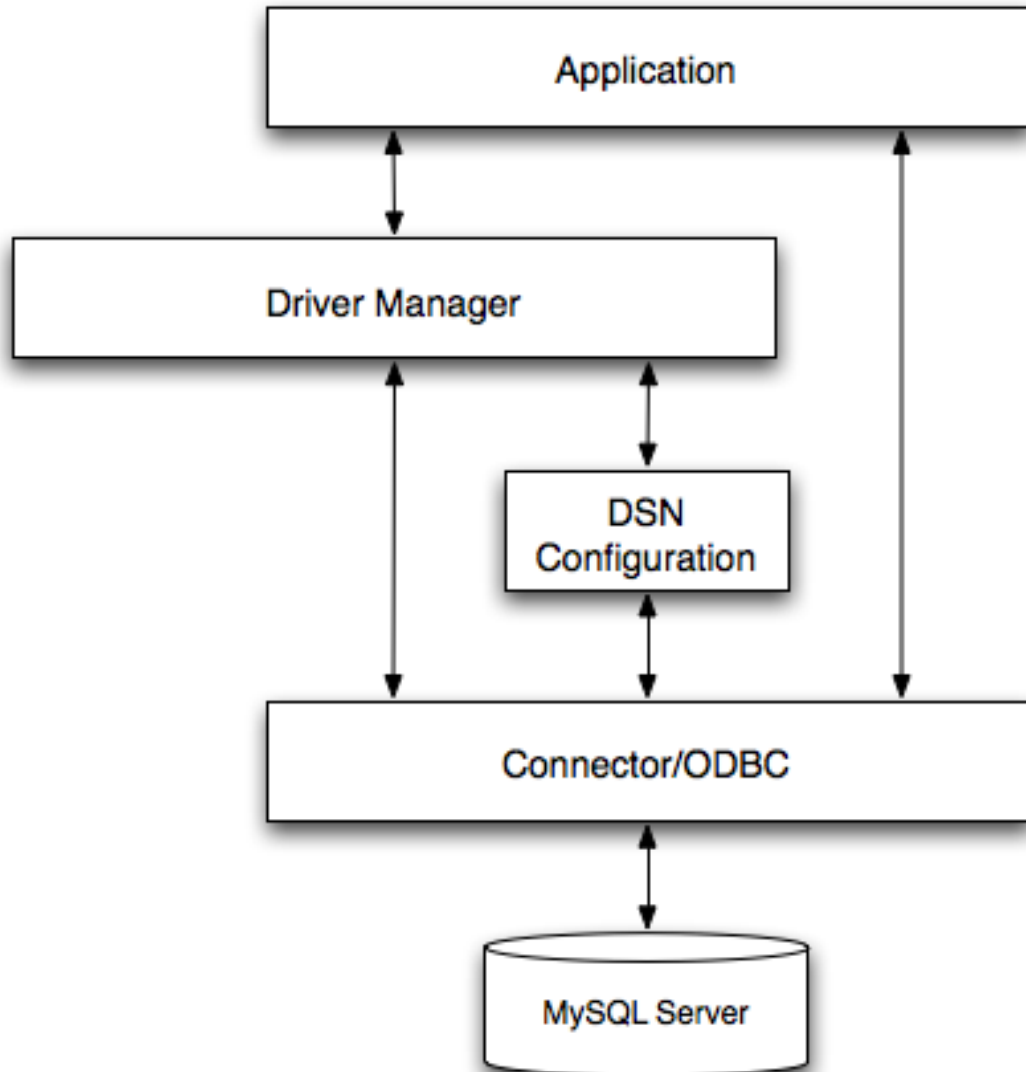 Application
Driver Manager
DSN
Configuration
Connector/ODBC
MySQL Server